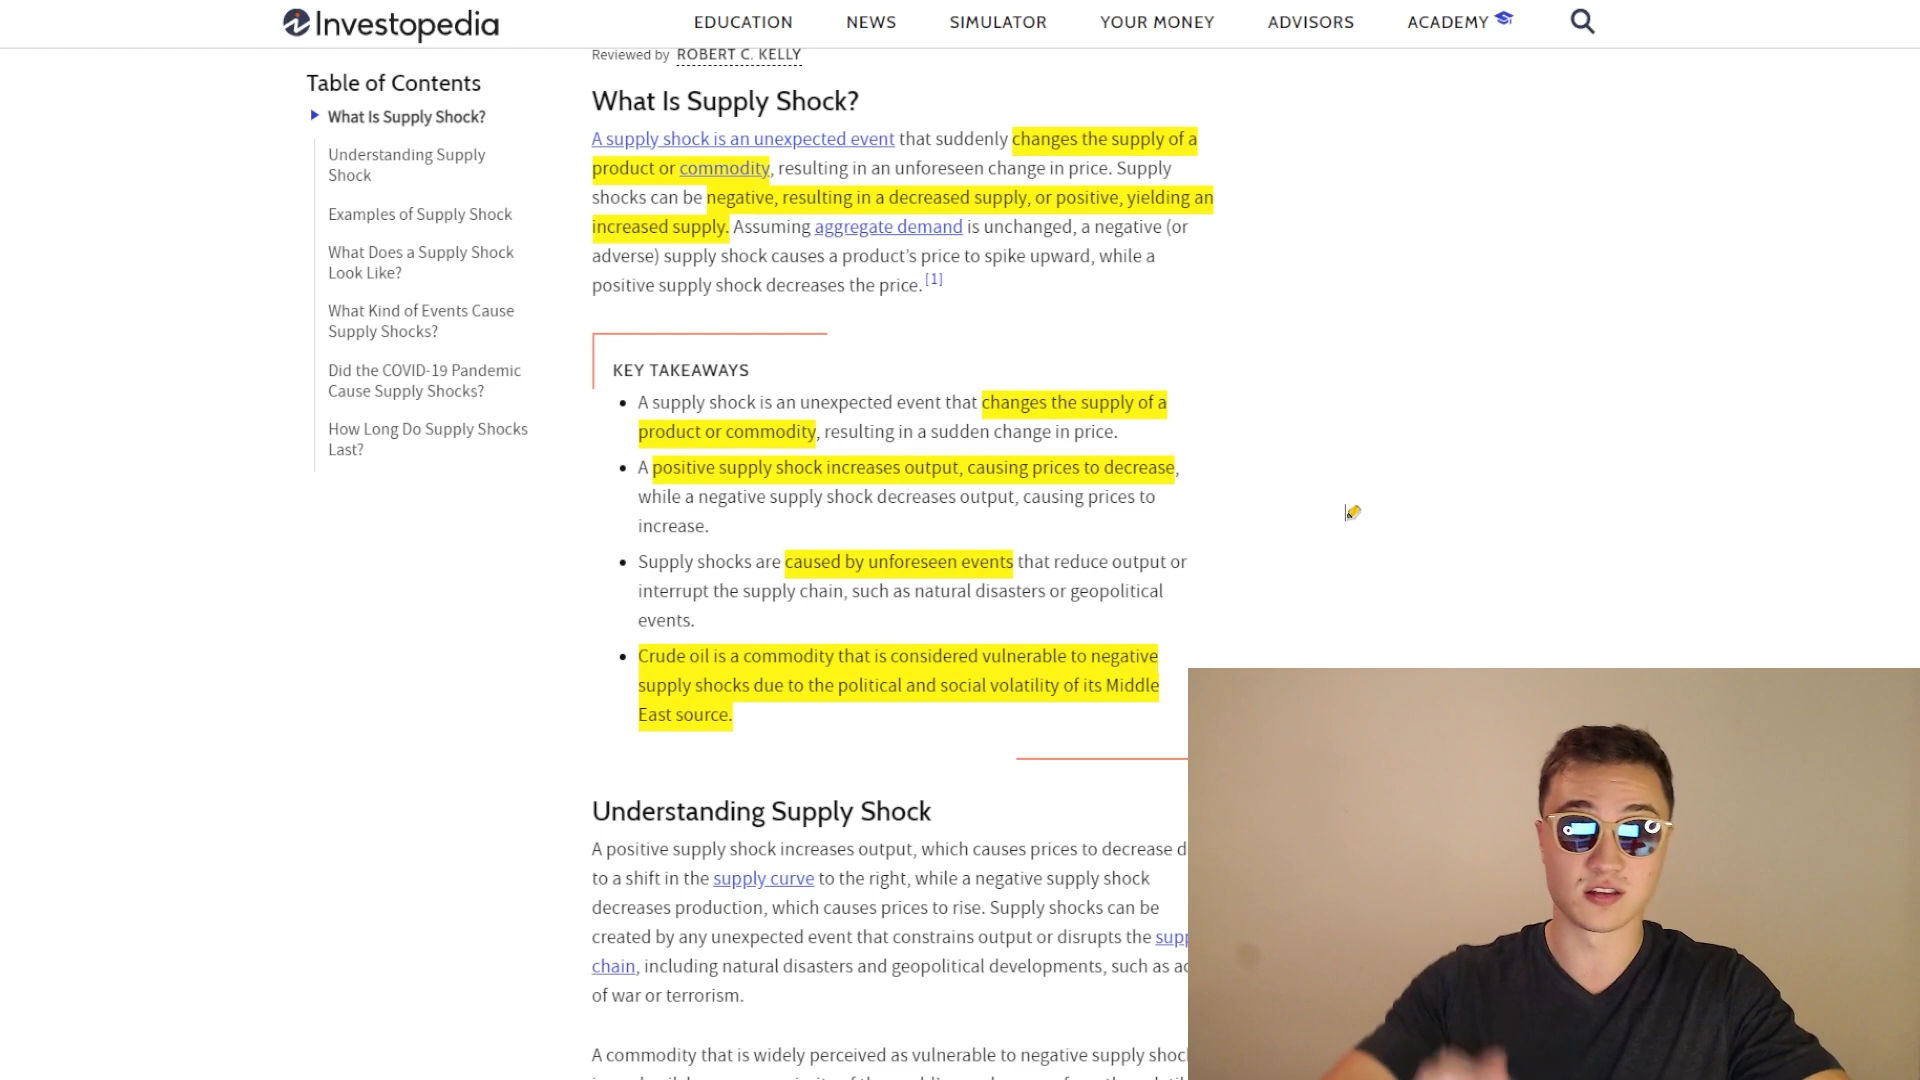 Investopedia
EDUCATION NEWS SIMULATOR YOUR MONEY ADVISORS ACADEMY
Reviewed by ROBERT C. KELLY
Table of Contents
What Is Supply Shock?
Understanding Supply
Shock
Examples of Supply Shock
What Does a Supply Shock
Look Like?
What Kind of Events Cause
Supply Shocks?
Did the COVID-19 Pandemic
Cause Supply Shocks?
How Long Do Supply Shocks
Last?
What Is Supply Shock?
A supply shock is an unexpected event that suddenly changes the supply of a
product or commodity, resulting in an unforeseen change in price. Supply
shocks can be negative, resulting in a decreased supply, or positive, yielding an
increased supply. Assuming aggregate demand is unchanged, a negative (or
adverse) supply shock causes a product’s price to spike upward, while a
positive supply shock decreases the price. [1]
KEY TAKEAWAYS
• A supply shock is an unexpected event that changes the supply of a
product or commodity, resulting in a sudden change in price.
• A positive supply shock increases output, causing prices to decrease,
while a negative supply shock decreases output, causing prices to
increase.
• Supply shocks are caused by unforeseen events that reduce output or
interrupt the supply chain, such as natural disasters or geopolitical
events.
• Crude oil is a commodity that is considered vulnerable to negative
supply shocks due to the political and social volatility of its Middle
East source.
Understanding Supply Shock
A positive supply shock increases output, which causes prices to decrease d
to a shift in the supply curve to the right, while a negative supply shock
decreases production, which causes prices to rise. Supply shocks can be
created by any unexpected event that constrains output or disrupts the supp
chain, including natural disasters and geopolitical developments, such as ac
of war or terrorism.
A commodity that is widely perceived as vulnerable to negative supply shoc